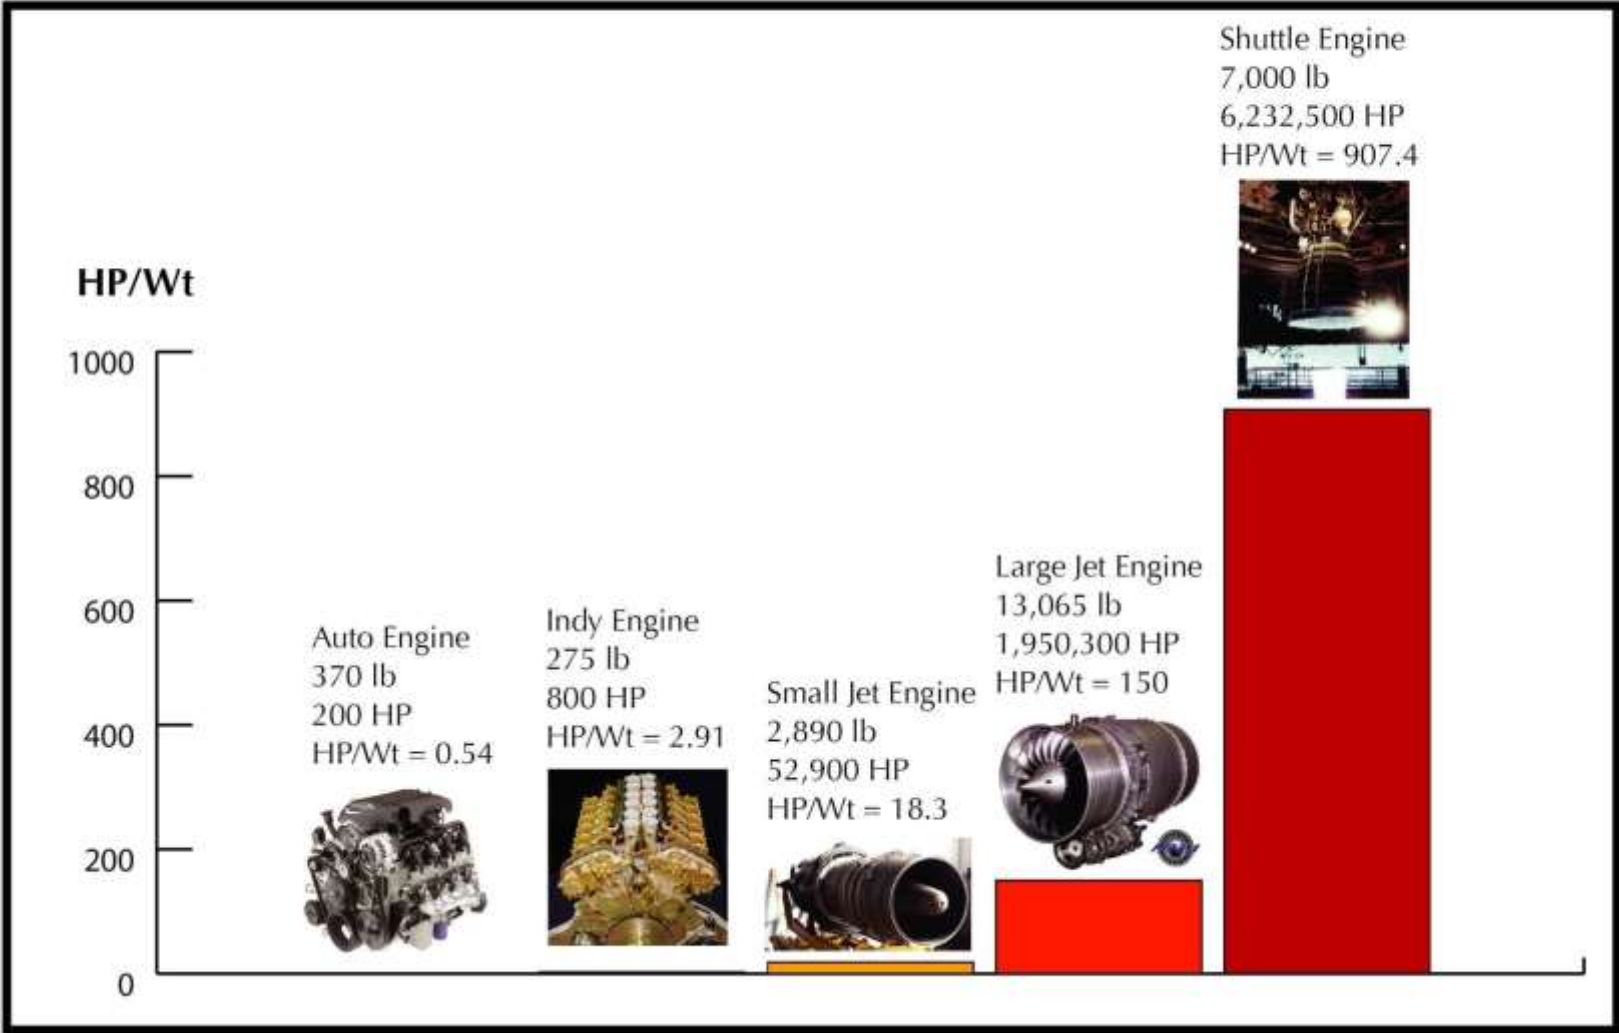 HP/Wt
1000
800
600
400
200
0
Auto Engine
370 lb
200 HP
HP/Wt = 0.54
Indy Engine
275 lb
800 HP
HP/Wt = 2.91
Small Jet Engine
2,890 lb
52,900 HP
HP/Wt = 18.3
Large Jet Engine
13,065 lb
1,950,300 HP
HP/Wt = 150
Shuttle Engine
7,000 lb
6,232,500 HP
HP/Wt = 907.4